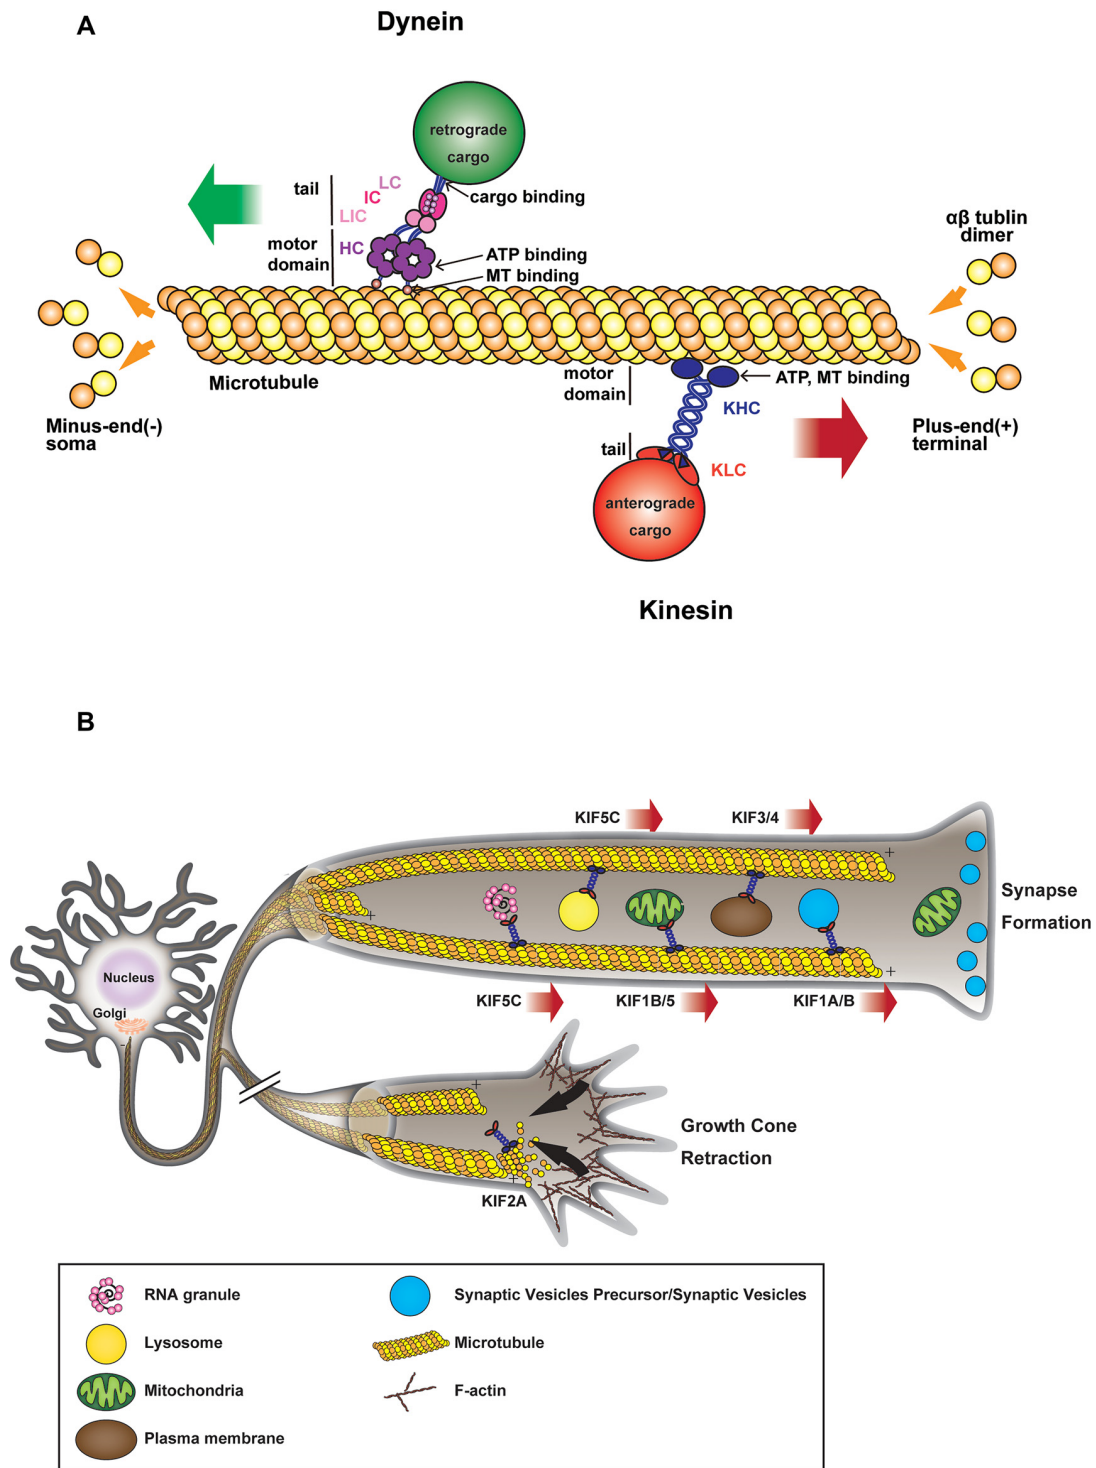 A
Dynein
retrograde
cargo
tail
LC
IC
LIC
cargo binding
motor
domain
HC
ATP binding
MT binding
αβ tublin
dimer
Microtubule
Minus-end(-)
soma
motor
domain
ATP, MT binding
KHC
Plus-end(+)
terminal
tail
KLC
anterograde
cargo
Kinesin
B
KIF5C
KIF3/4
+
Synapse
Formation
+
Nucleus
+
Golgi
-
KIF5C
KIF1B/5
KIF1A/B
+
Growth Cone
Retraction
+
KIF2A
RNA granule
Synaptic Vesicles Precursor/Synaptic Vesicles
Lysosome
Microtubule
Mitochondria
F-actin
Plasma membrane